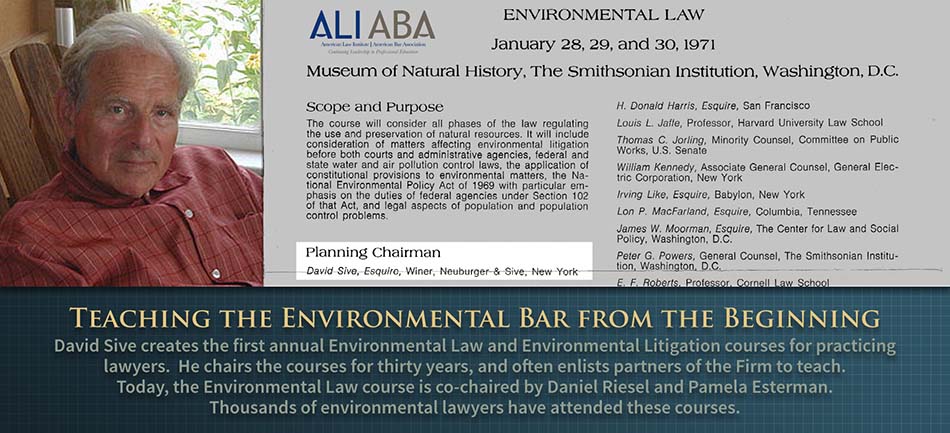 ALI ABA
American Law Institute | American Bar Association
Continuing Leadership in Professional Education
ENVIRONMENTAL LAW
January 28, 29, and 30, 1971
Museum of Natural History, The Smithsonian Institution, Washington, D.C.
Scope and Purpose
The course will consider all phases of the law regulating
the use and preservation of natural resources. It will include
consideration of matters affecting environmental litigation
before both courts and administrative agencies, federal and
state water and air pollution control laws, the application of
constitutional provisions to environmental matters, the Na-
tional Environmental Policy Act of 1969 with particular em-
phasis on the duties of federal agencies under Section 102
of that Act, and legal aspects of population and population
control problems.
Planning Chairman
David Sive, Esquire, Winer, Neuburger & Sive, New York
H. Donald Harris, Esquire, San Francisco
Louis L. Jaffe, Professor, Harvard University Law School
Thomas C. Jorling, Minority Counsel, Committee on Public
Works, U.S. Senate
William Kennedy, Associate General Counsel, General Elec-
tric Corporation, New York
Irving Like, Esquire, Babylon, New York
Lon P. MacFarland, Esquire, Columbia, Tennessee
James W. Moorman, Esquire, The Center for Law and Social
Policy, Washington, D.C.
Peter G. Powers, General Counsel, The Smithsonian Institu-
tion, Washington, D.C.
E. F. Roberts, Professor, Cornell Law School
TEACHING THE ENVIRONMENTAL BAR FROM THE BEGINNING
David Sive creates the first annual Environmental Law and Environmental Litigation courses for practicing
lawyers. He chairs the courses for thirty years, and often enlists partners of the Firm to teach.
Today, the Environmental Law course is co-chaired by Daniel Riesel and Pamela Esterman.
Thousands of environmental lawyers have attended these courses.